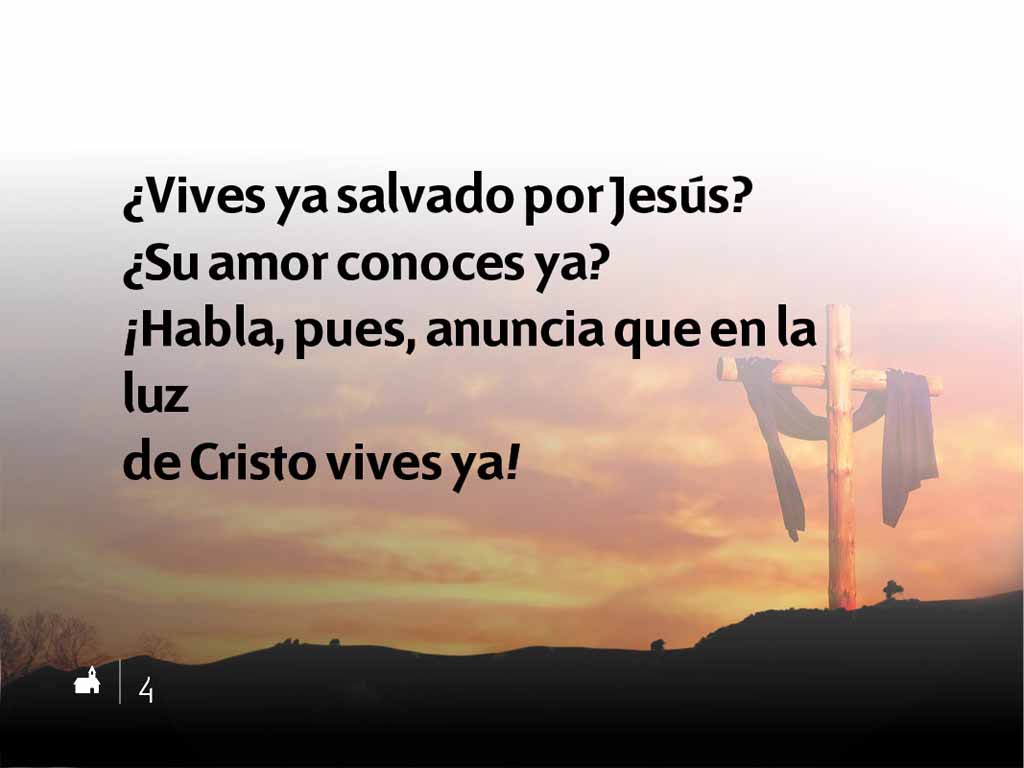 ¿Vives ya salvado por Jesús?
¿Su amor conoces ya?
¡Habla, pues, anuncia que en la
luz
de Cristo vives ya!
4